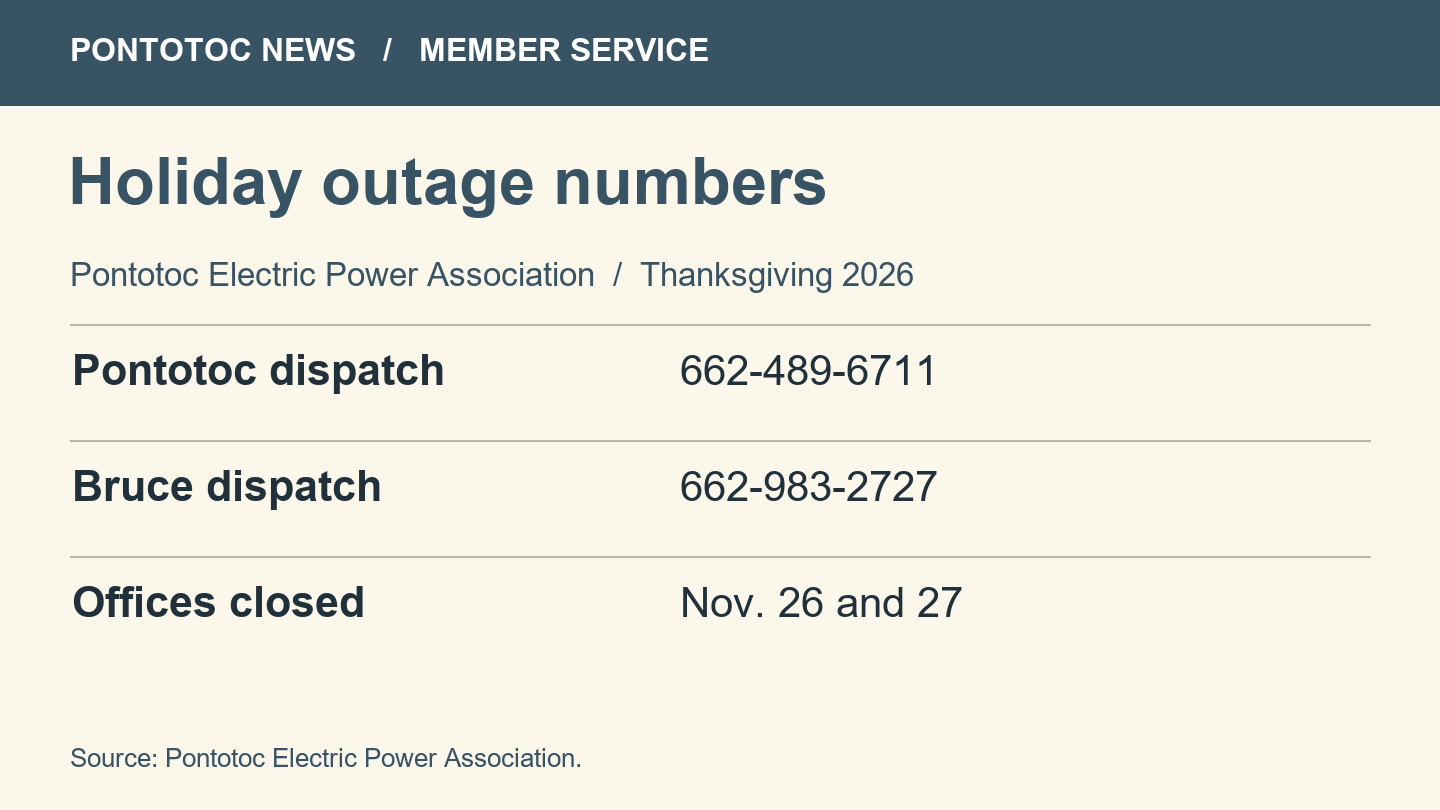 PONTOTOC NEWS / MEMBER SERVICE
Holiday outage numbers
Pontotoc Electric Power Association / Thanksgiving 2026
Pontotoc dispatch 662-489-6711
Bruce dispatch 662-983-2727
Offices closed Nov. 26 and 27
Source: Pontotoc Electric Power Association.